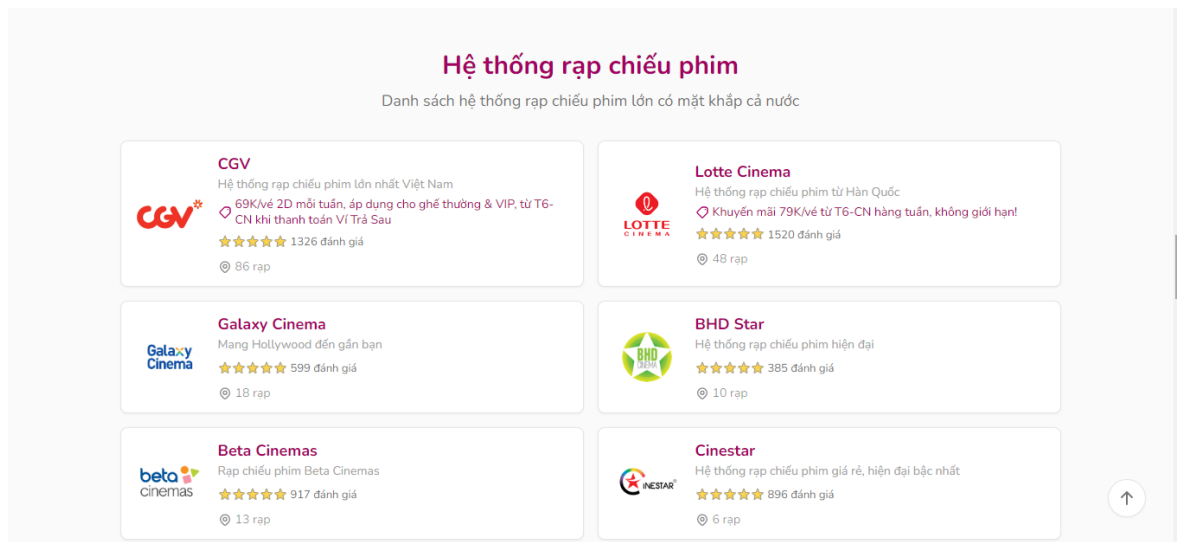 Hệ thống rạp chiếu phim
Danh sách hệ thống rạp chiếu phim lớn có mặt khắp cả nước
CGV
CGV
Hệ thống rạp chiếu phim lớn nhất Việt Nam
69K/vé 2D mỗi tuần, áp dụng cho ghế thường & VIP, từ T6-
CN khi thanh toán Ví Trả Sau
1326 đánh giá
86 rạp
LOTTE
CINEMA
Lotte Cinema
Hệ thống rạp chiếu phim từ Hàn Quốc
Khuyến mãi 79K/vé từ T6-CN hàng tuần, không giới hạn!
1520 đánh giá
48 rạp
Galaxy
Cinema
Galaxy Cinema
Mang Hollywood đến gần bạn
599 đánh giá
18 rạp
BHD
CINEMA
BHD Star
Hệ thống rạp chiếu phim hiện đại
385 đánh giá
10 rạp
beta
cinemas
Beta Cinemas
Rạp chiếu phim Beta Cinemas
917 đánh giá
13 rạp
CINESTAR
Cinestar
Hệ thống rạp chiếu phim giá rẻ, hiện đại bậc nhất
896 đánh giá
6 rạp